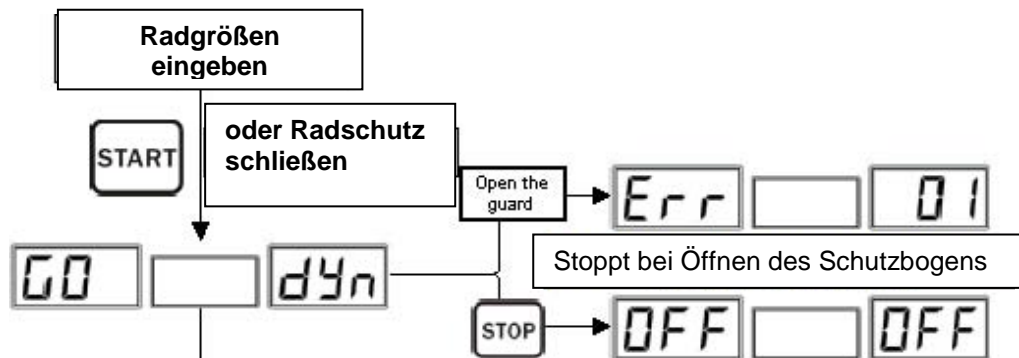 Radgrößen
eingeben
START
oder Radschutz
schließen
Open the
guard
Err
01
GO
dYn
Stoppt bei Öffnen des Schutzbogens
STOP
OFF
OFF